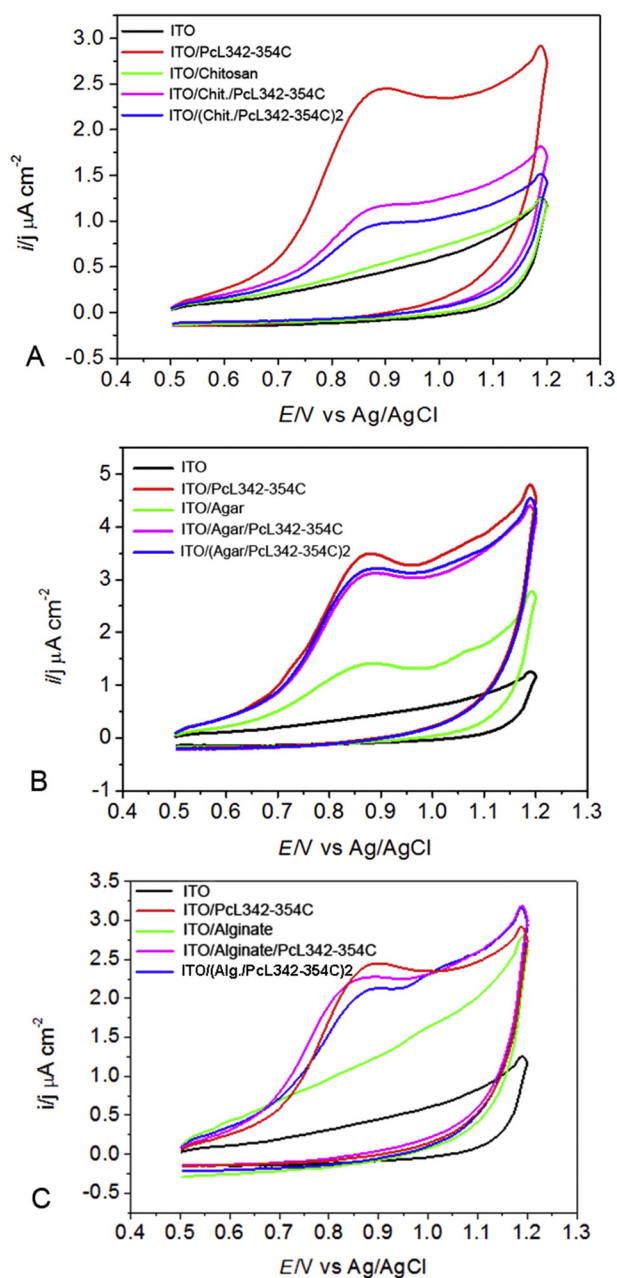 ITO
ITO/PcL342-354C
ITO/Chitosan
ITO/Chit./PcL342-354C
ITO/(Chit./PcL342-354C)2
3.0
2.5
2.0
1.5
1.0
0.5
0.0
-0.5
i/j µA cm-2
0.4 0.5 0.6 0.7 0.8 0.9 1.0 1.1 1.2 1.3
E/V vs Ag/AgCl
A
ITO
ITO/PcL342-354C
ITO/Agar
ITO/Agar/PcL342-354C
ITO/(Agar/PcL342-354C)2
5
4
3
2
1
0
-1
i/j µA cm-2
0.4 0.5 0.6 0.7 0.8 0.9 1.0 1.1 1.2 1.3
E/V vs Ag/AgCl
B
ITO
ITO/PcL342-354C
ITO/Alginate
ITO/Alginate/PcL342-354C
ITO/(Alg./PcL342-354C)2
3.5
3.0
2.5
2.0
1.5
1.0
0.5
0.0
-0.5
i/j µA cm-2
0.4 0.5 0.6 0.7 0.8 0.9 1.0 1.1 1.2 1.3
E/V vs Ag/AgCl
C